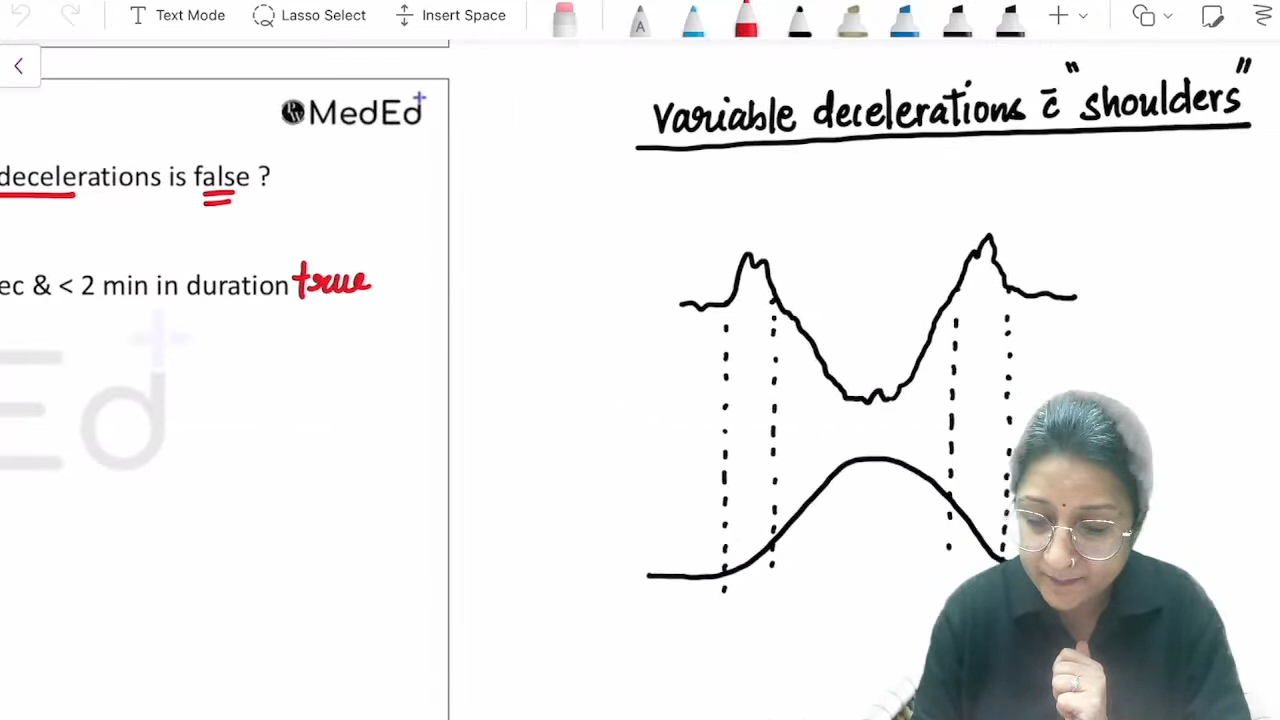 Text Mode
Lasso Select
Insert Space
MedEd
variable decelerations c̄ "shoulders"
decelerations is false ?
ec & < 2 min in duration true
Ed